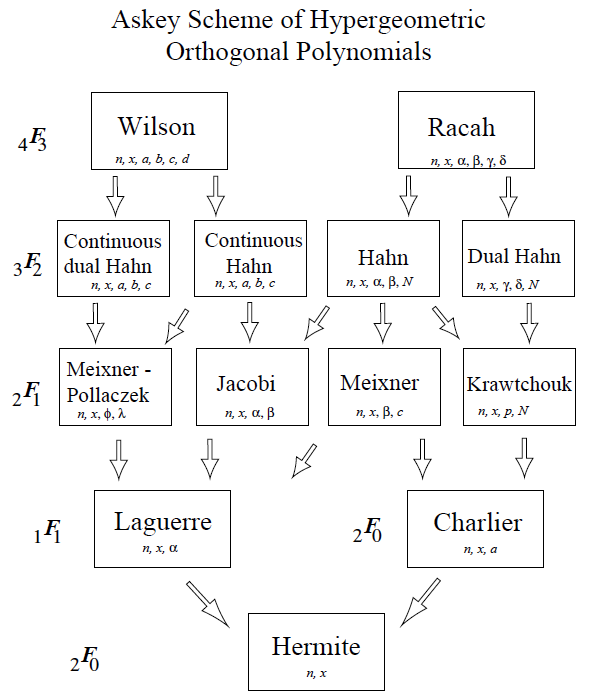 Askey Scheme of Hypergeometric
Orthogonal Polynomials
₄F₃
Wilson
n, x, a, b, c, d
Racah
n, x, α, β, γ, δ
₃F₂
Continuous
dual Hahn
n, x, a, b, c
Continuous
Hahn
n, x, a, b, c
Hahn
n, x, α, β, N
Dual Hahn
n, x, γ, δ, N
₂F₁
Meixner -
Pollaczek
n, x, ϕ, λ
Jacobi
n, x, α, β
Meixner
n, x, β, c
Krawtchouk
n, x, p, N
₁F₁
Laguerre
n, x, α
₂F₀
Charlier
n, x, a
₂F₀
Hermite
n, x